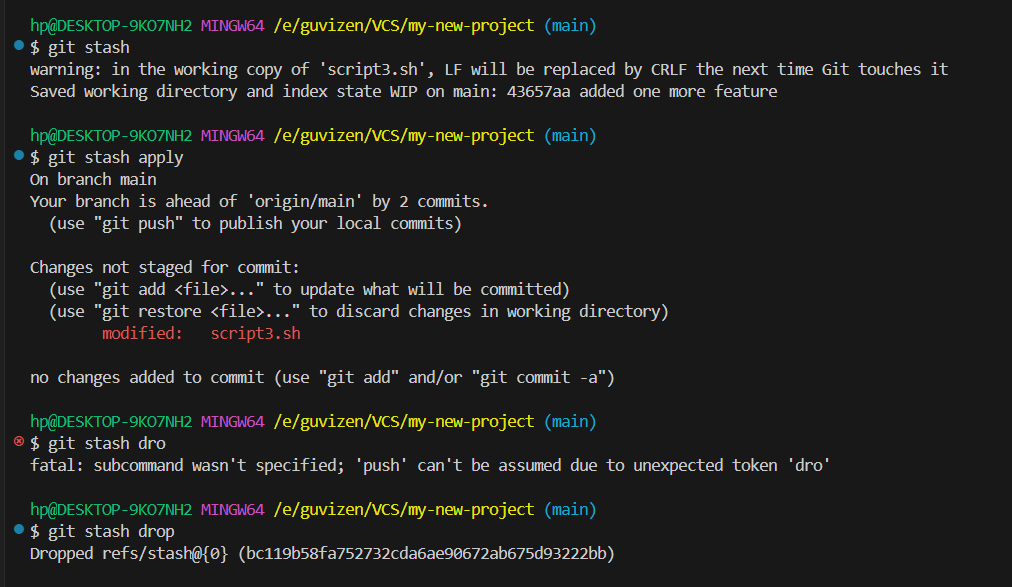 hp@DESKTOP-9KO7NH2 MINGW64 /e/guvizen/VCS/my-new-project (main)
$ git stash
warning: in the working copy of 'script3.sh', LF will be replaced by CRLF the next time Git touches it
Saved working directory and index state WIP on main: 43657aa added one more feature
hp@DESKTOP-9KO7NH2 MINGW64 /e/guvizen/VCS/my-new-project (main)
$ git stash apply
On branch main
Your branch is ahead of 'origin/main' by 2 commits.
  (use "git push" to publish your local commits)
Changes not staged for commit:
  (use "git add <file>..." to update what will be committed)
  (use "git restore <file>..." to discard changes in working directory)
        modified:   script3.sh
no changes added to commit (use "git add" and/or "git commit -a")
hp@DESKTOP-9KO7NH2 MINGW64 /e/guvizen/VCS/my-new-project (main)
$ git stash dro
fatal: subcommand wasn't specified; 'push' can't be assumed due to unexpected token 'dro'
hp@DESKTOP-9KO7NH2 MINGW64 /e/guvizen/VCS/my-new-project (main)
$ git stash drop
Dropped refs/stash@{0} (bc119b58fa752732cda6ae90672ab675d93222bb)